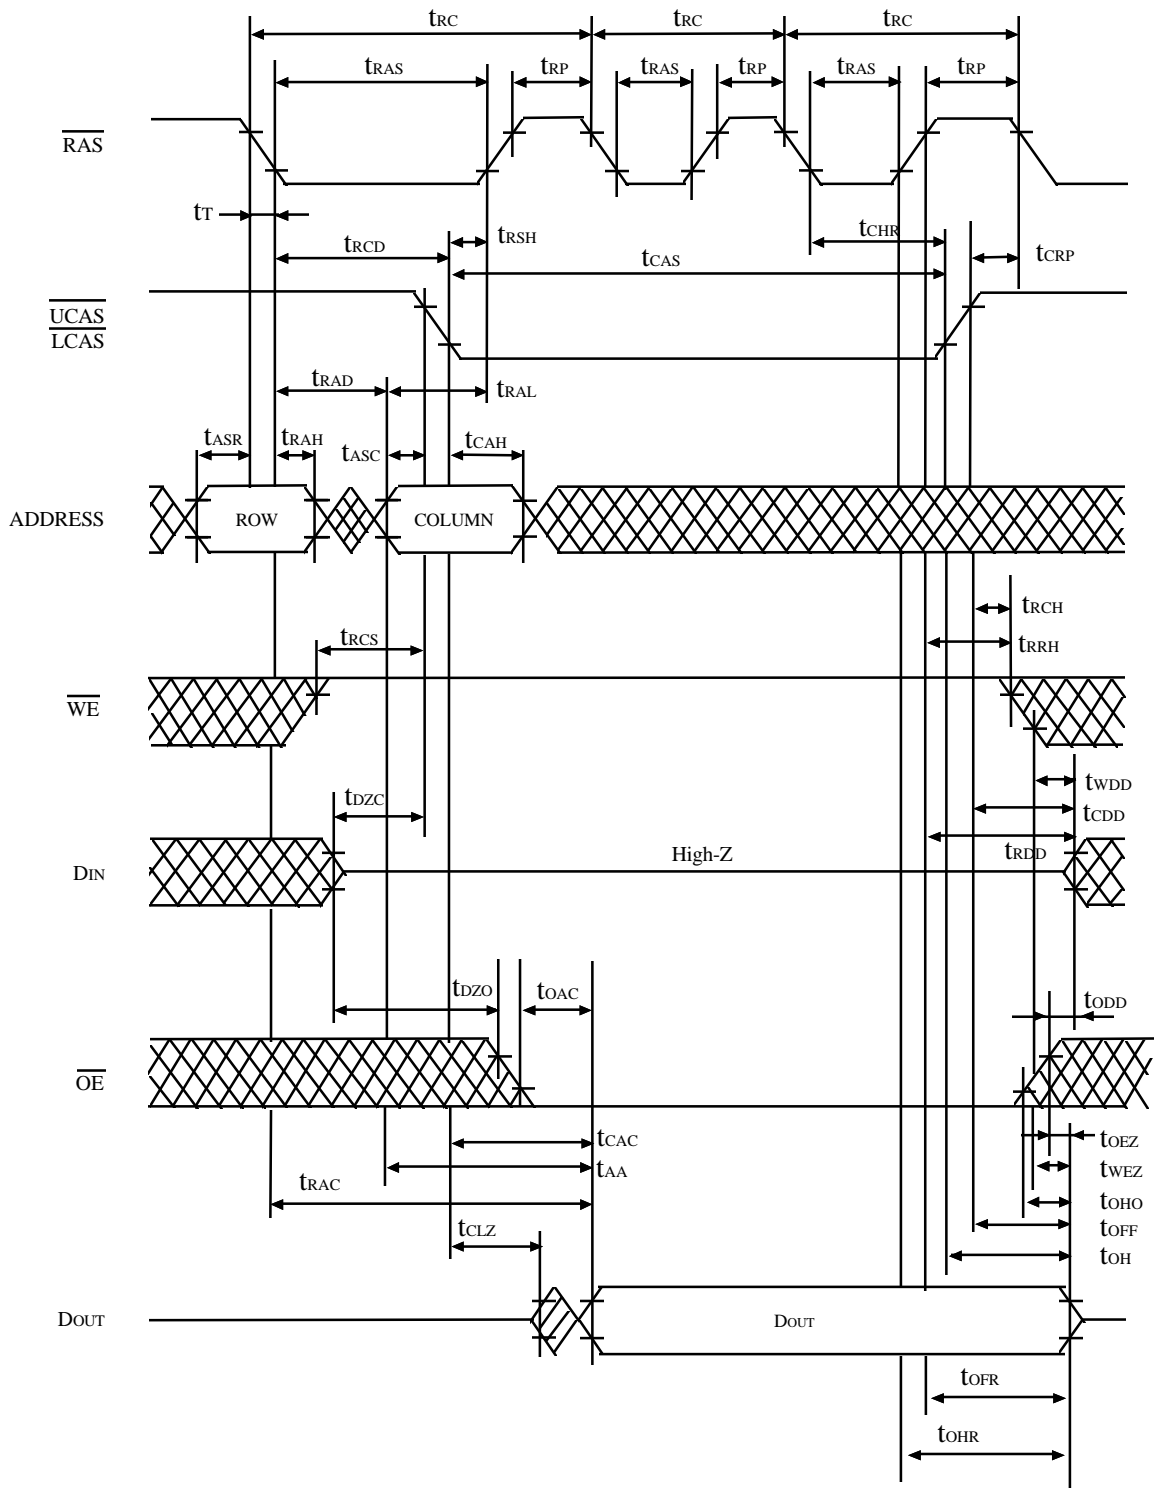 tRC tRC tRC
tRAS tRP tRAS tRP tRAS tRP
RAS
tT
tRCD tRSH tCHR
tCAS tCRP
UCAS
LCAS
tRAD tRAL
tASR tRAH tASC tCAH
ADDRESS ROW COLUMN
tRCH
tRCS tRRH
WE
tWDD
tDZC tCDD
tRDD
High-Z
DIN
tDZO tOAC tODD
OE
tCAC tOEZ
tAA tWEZ
tRAC tOHO
tCLZ tOFF
tOH
DOUT DOUT
tOFR
tOHR